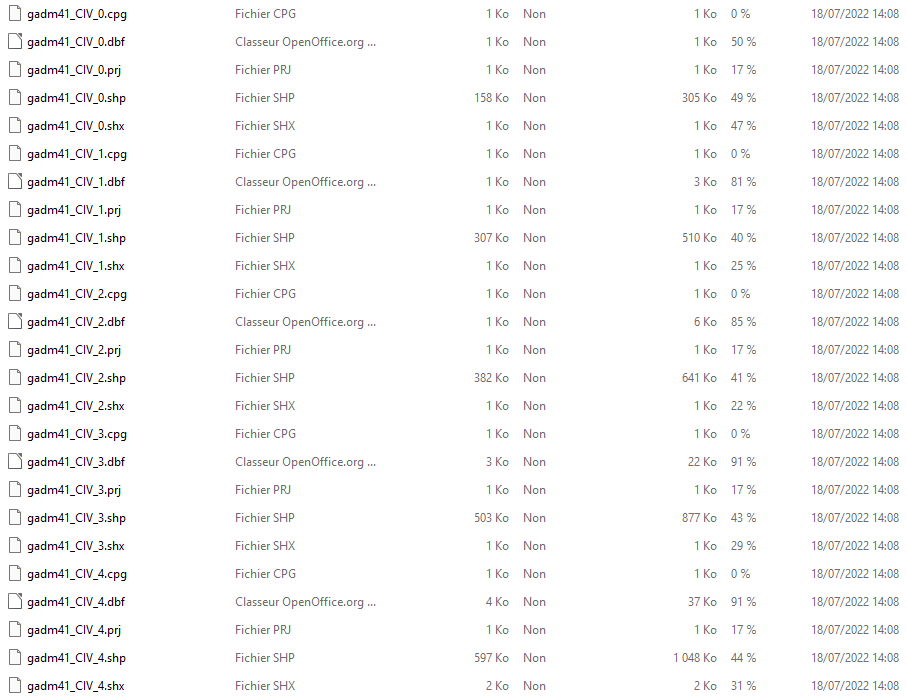 gadm41_CIV_0.cpg Fichier CPG 1 Ko Non 1 Ko 0 % 18/07/2022 14:08
gadm41_CIV_0.dbf Classeur OpenOffice.org ... 1 Ko Non 1 Ko 50 % 18/07/2022 14:08
gadm41_CIV_0.prj Fichier PRJ 1 Ko Non 1 Ko 17 % 18/07/2022 14:08
gadm41_CIV_0.shp Fichier SHP 158 Ko Non 305 Ko 49 % 18/07/2022 14:08
gadm41_CIV_0.shx Fichier SHX 1 Ko Non 1 Ko 47 % 18/07/2022 14:08
gadm41_CIV_1.cpg Fichier CPG 1 Ko Non 1 Ko 0 % 18/07/2022 14:08
gadm41_CIV_1.dbf Classeur OpenOffice.org ... 1 Ko Non 3 Ko 81 % 18/07/2022 14:08
gadm41_CIV_1.prj Fichier PRJ 1 Ko Non 1 Ko 17 % 18/07/2022 14:08
gadm41_CIV_1.shp Fichier SHP 307 Ko Non 510 Ko 40 % 18/07/2022 14:08
gadm41_CIV_1.shx Fichier SHX 1 Ko Non 1 Ko 25 % 18/07/2022 14:08
gadm41_CIV_2.cpg Fichier CPG 1 Ko Non 1 Ko 0 % 18/07/2022 14:08
gadm41_CIV_2.dbf Classeur OpenOffice.org ... 1 Ko Non 6 Ko 85 % 18/07/2022 14:08
gadm41_CIV_2.prj Fichier PRJ 1 Ko Non 1 Ko 17 % 18/07/2022 14:08
gadm41_CIV_2.shp Fichier SHP 382 Ko Non 641 Ko 41 % 18/07/2022 14:08
gadm41_CIV_2.shx Fichier SHX 1 Ko Non 1 Ko 22 % 18/07/2022 14:08
gadm41_CIV_3.cpg Fichier CPG 1 Ko Non 1 Ko 0 % 18/07/2022 14:08
gadm41_CIV_3.dbf Classeur OpenOffice.org ... 3 Ko Non 22 Ko 91 % 18/07/2022 14:08
gadm41_CIV_3.prj Fichier PRJ 1 Ko Non 1 Ko 17 % 18/07/2022 14:08
gadm41_CIV_3.shp Fichier SHP 503 Ko Non 877 Ko 43 % 18/07/2022 14:08
gadm41_CIV_3.shx Fichier SHX 1 Ko Non 1 Ko 29 % 18/07/2022 14:08
gadm41_CIV_4.cpg Fichier CPG 1 Ko Non 1 Ko 0 % 18/07/2022 14:08
gadm41_CIV_4.dbf Classeur OpenOffice.org ... 4 Ko Non 37 Ko 91 % 18/07/2022 14:08
gadm41_CIV_4.prj Fichier PRJ 1 Ko Non 1 Ko 17 % 18/07/2022 14:08
gadm41_CIV_4.shp Fichier SHP 597 Ko Non 1 048 Ko 44 % 18/07/2022 14:08
gadm41_CIV_4.shx Fichier SHX 2 Ko Non 2 Ko 31 % 18/07/2022 14:08